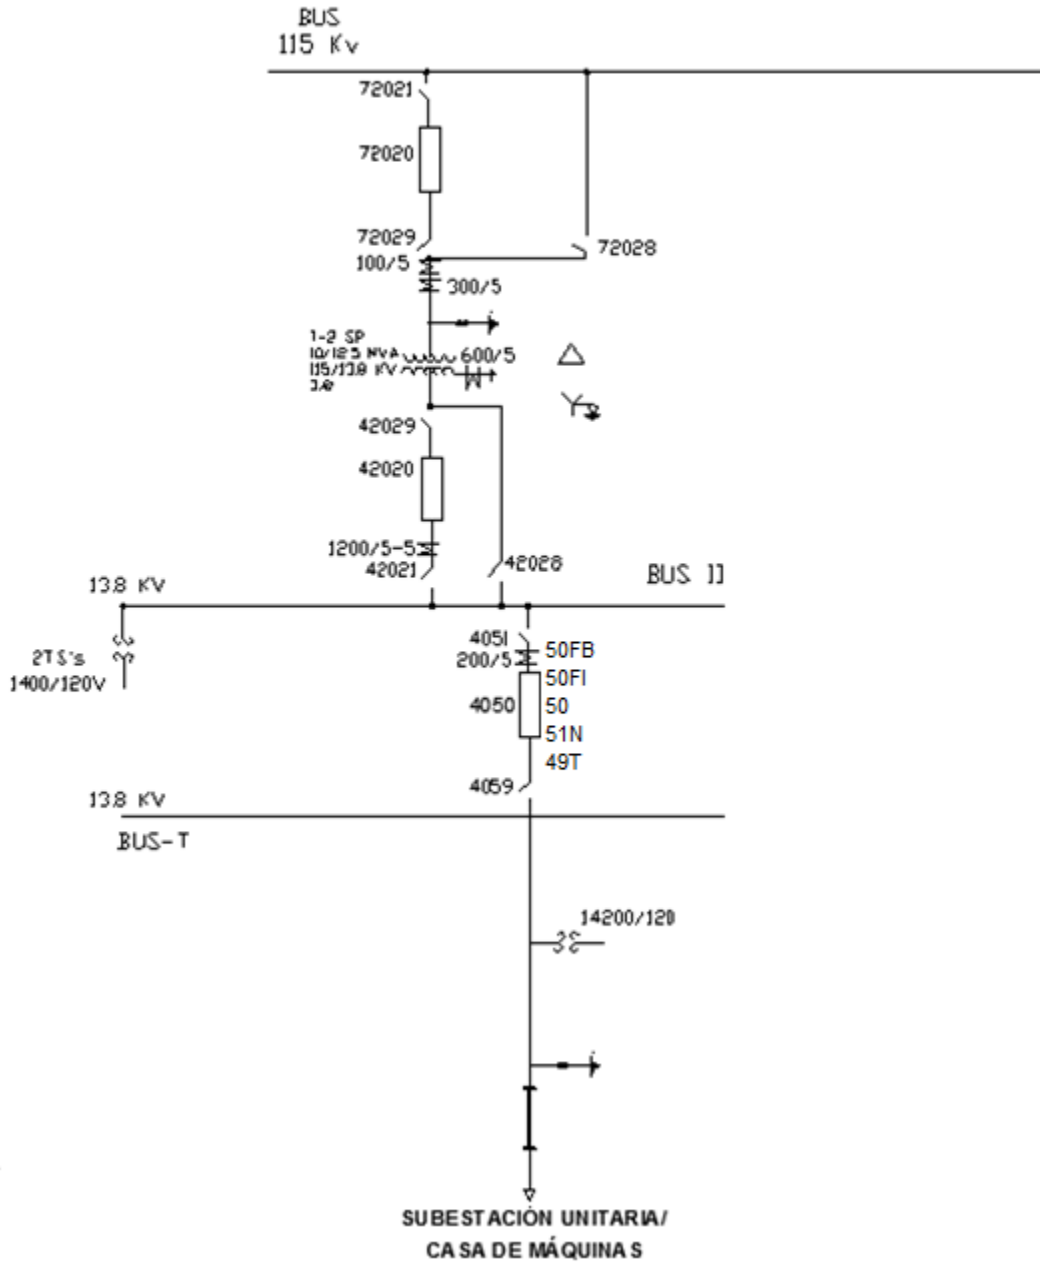 BUS
115 Kv
72021
72020
72029
72028
100/5
300/5
1-2 SP
10/12.5 MVA
600/5
115/13.8 KV
42029
42020
1200/5-5
42021
42028
BUS II
13.8 KV
4051
50FB
2TS's
200/5
50FI
1400/120V
4050
50
51N
49T
4059
13.8 KV
BUS-T
14200/120
SUBESTACIÓN UNITARIA/
CASA DE MÁQUINAS